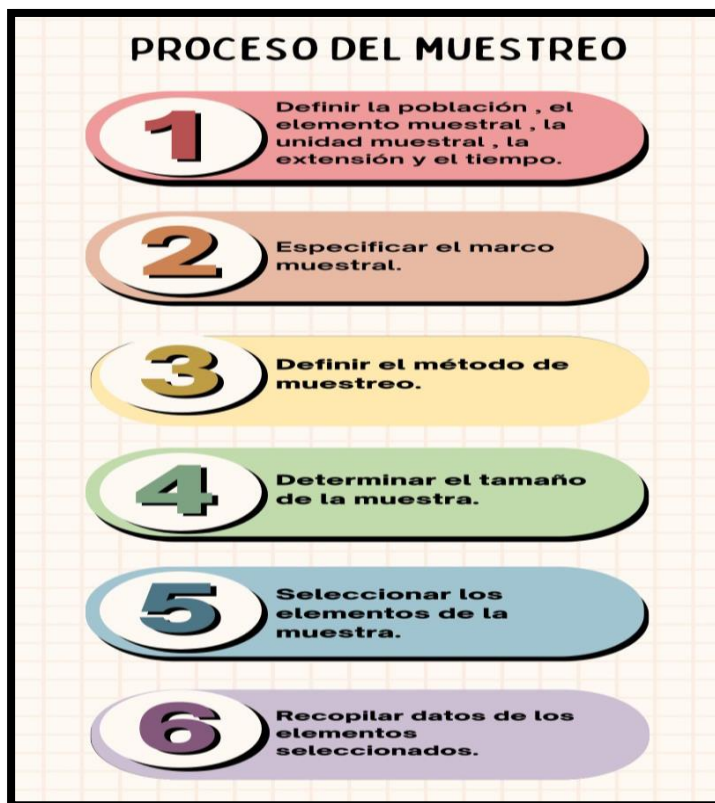 PROCESO DEL MUESTREO
1
Definir la población , el
elemento muestral , la
unidad muestral , la
extensión y el tiempo.
2
Especificar el marco
muestral.
3
Definir el método de
muestreo.
4
Determinar el tamaño
de la muestra.
5
Seleccionar los
elementos de la
muestra.
6
Recopilar datos de los
elementos
seleccionados.